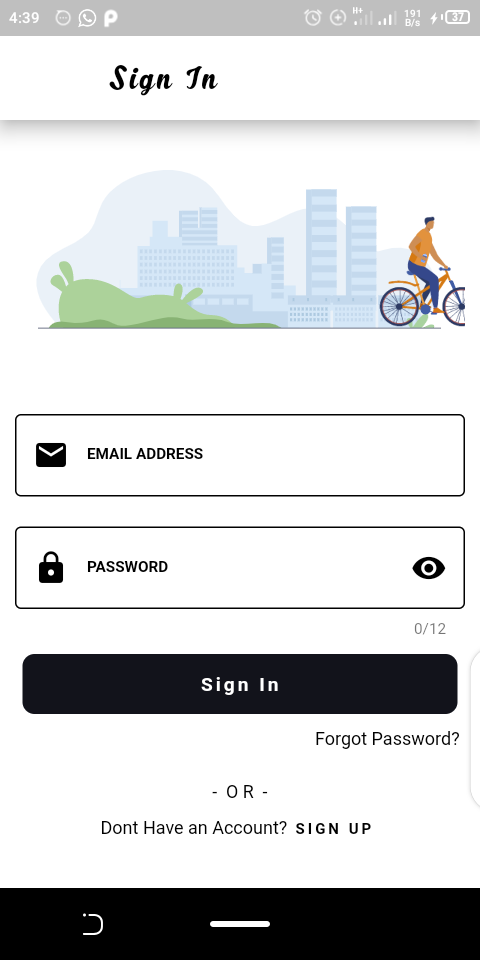 4:39
H+
191
B/s
37
Sign In
EMAIL ADDRESS
PASSWORD
0/12
Sign In
Forgot Password?
- OR -
Dont Have an Account? SIGN UP